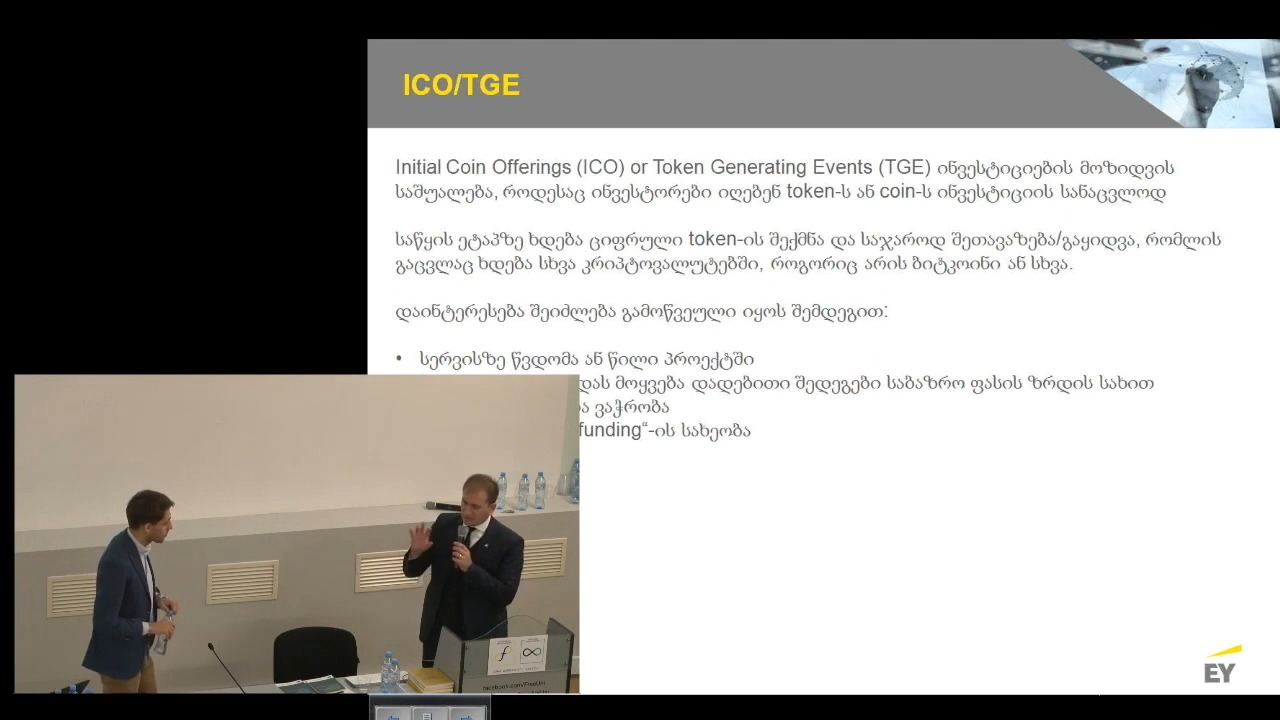 ICO/TGE
Initial Coin Offerings (ICO) or Token Generating Events (TGE) ინვესტიციების მოზიდვის
საშუალება, როდესაც ინვესტორები იღებენ token-ს ან coin-ს ინვესტიციის სანაცვლოდ
საწყის ეტაპზე ხდება ციფრული token-ის შექმნა და საჯაროდ შეთავაზება/გაყიდვა, რომლის
გაცვლაც ხდება სხვა კრიპტოვალუტებში, როგორიც არის ბიტკოინი ან სხვა.
დაინტერესება შეიძლება გამოწვეული იყოს შემდეგით:
• სერვისზე წვდომა ან წილი პროექტში
დას მოყვება დადებითი შედეგები საბაზრო ფასის ზრდის სახით
ა ვაჭრობა
funding“-ის სახეობა
facebook.com/FreeUni
EY